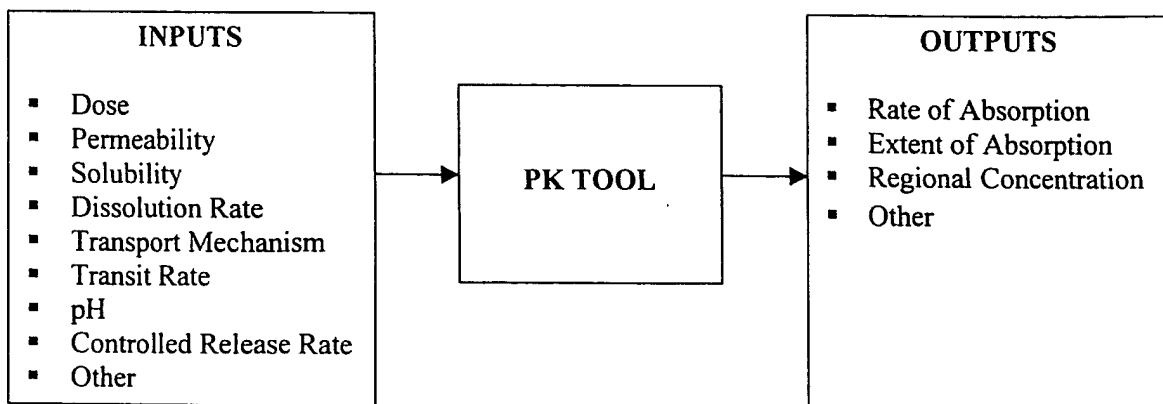 INPUTS
▪ Dose
▪ Permeability
▪ Solubility
▪ Dissolution Rate
▪ Transport Mechanism
▪ Transit Rate
▪ pH
▪ Controlled Release Rate
▪ Other
PK TOOL
OUTPUTS
▪ Rate of Absorption
▪ Extent of Absorption
▪ Regional Concentration
▪ Other